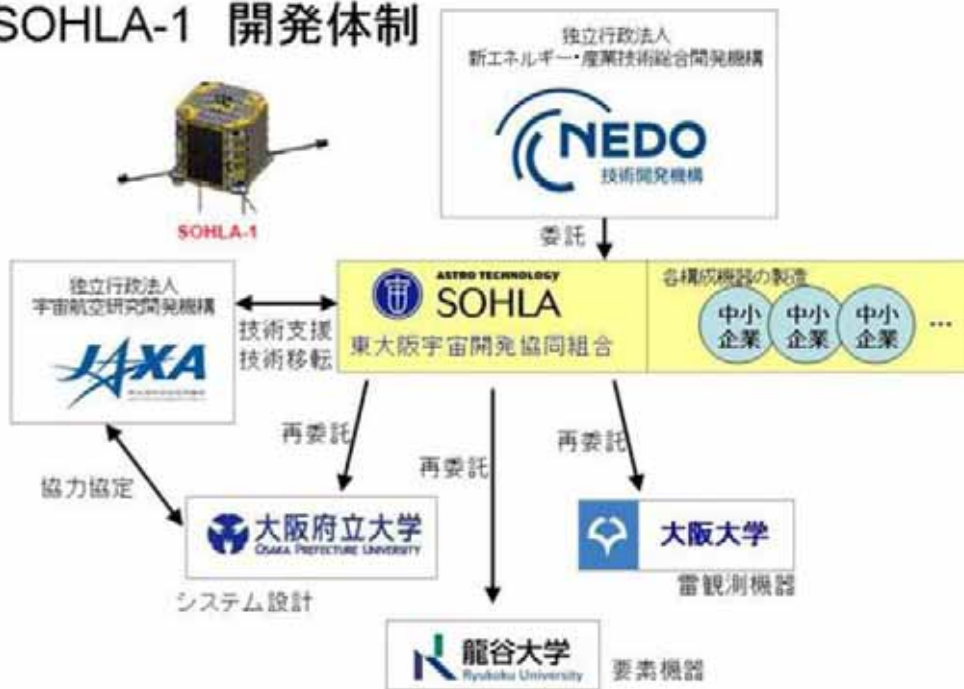 SOHLA-1 開発体制
独立行政法人
新エネルギー・産業技術総合開発機構
NEDO
技術開発機構
SOHLA-1
委託
独立行政法人
宇宙航空研究開発機構
JAXA
技術支援
技術移転
ASTRO TECHNOLOGY
SOHLA
東大阪宇宙開発協同組合
各構成機器の製造
中小
企業
中小
企業
中小
企業
…
再委託
再委託
再委託
協力協定
大阪府立大学
OSAKA PREFECTURE UNIVERSITY
システム設計
大阪大学
雷観測機器
龍谷大学
Ryukoku University
要素機器